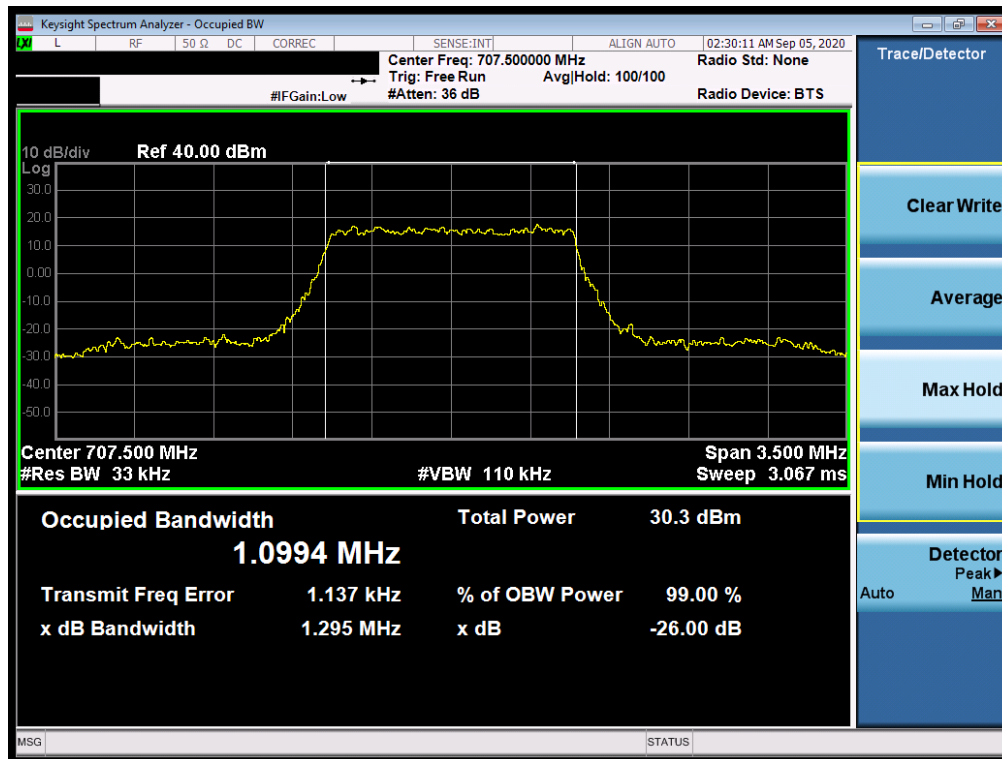 Keysight Spectrum Analyzer - Occupied BW
LXI L RF 50 Ω DC CORREC SENSE:INT ALIGN AUTO 02:30:11 AM Sep 05, 2020
Center Freq: 707.500000 MHz Radio Std: None
Trig: Free Run Avg|Hold: 100/100
#IFGain:Low #Atten: 36 dB Radio Device: BTS
10 dB/div Ref 40.00 dBm
Log
30.0
20.0
10.0
0.00
-10.0
-20.0
-30.0
-40.0
-50.0
Center 707.500 MHz Span 3.500 MHz
#Res BW 33 kHz #VBW 110 kHz Sweep 3.067 ms
Occupied Bandwidth Total Power 30.3 dBm
1.0994 MHz
Transmit Freq Error 1.137 kHz % of OBW Power 99.00 %
x dB Bandwidth 1.295 MHz x dB -26.00 dB
MSG STATUS
Trace/Detector
Clear Write
Average
Max Hold
Min Hold
Detector
Peak▶
Auto Man